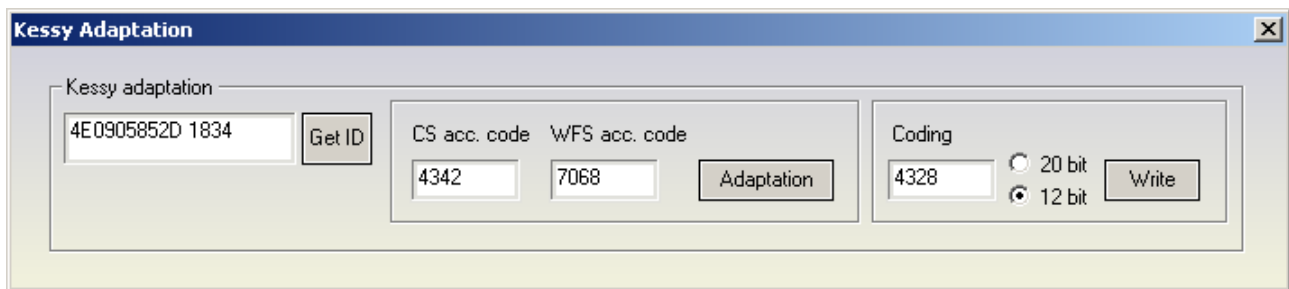 Kessy Adaptation
Kessy adaptation
4E0905852D 1834
Get ID
CS acc. code WFS acc. code
4342 7068 Adaptation
Coding
4328
20 bit
12 bit
Write